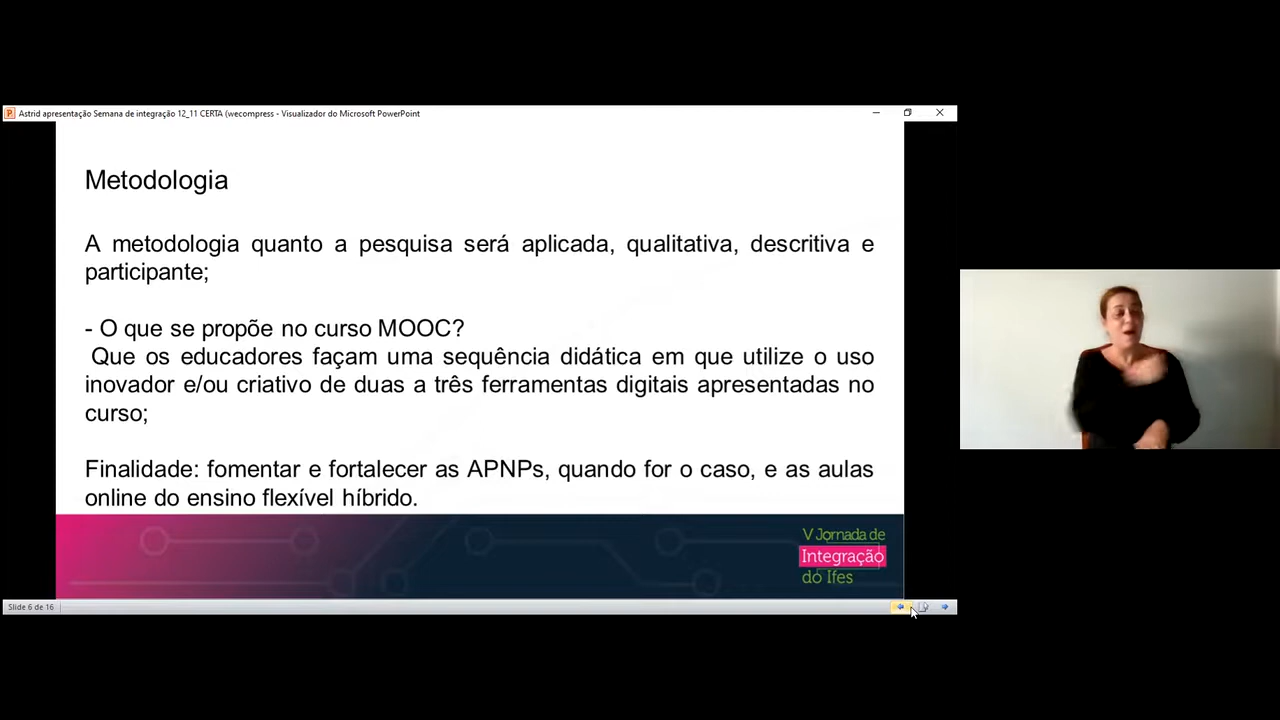 Astrid apresentação Semana de integração 12_11 CERTA (wecompress - Visualizador do Microsoft PowerPoint
Metodologia
A metodologia quanto a pesquisa será aplicada, qualitativa, descritiva e
participante;
- O que se propõe no curso MOOC?
Que os educadores façam uma sequência didática em que utilize o uso
inovador e/ou criativo de duas a três ferramentas digitais apresentadas no
curso;
Finalidade: fomentar e fortalecer as APNPs, quando for o caso, e as aulas
online do ensino flexível híbrido.
V Jornada de
Integração
do Ifes
Slide 6 de 16